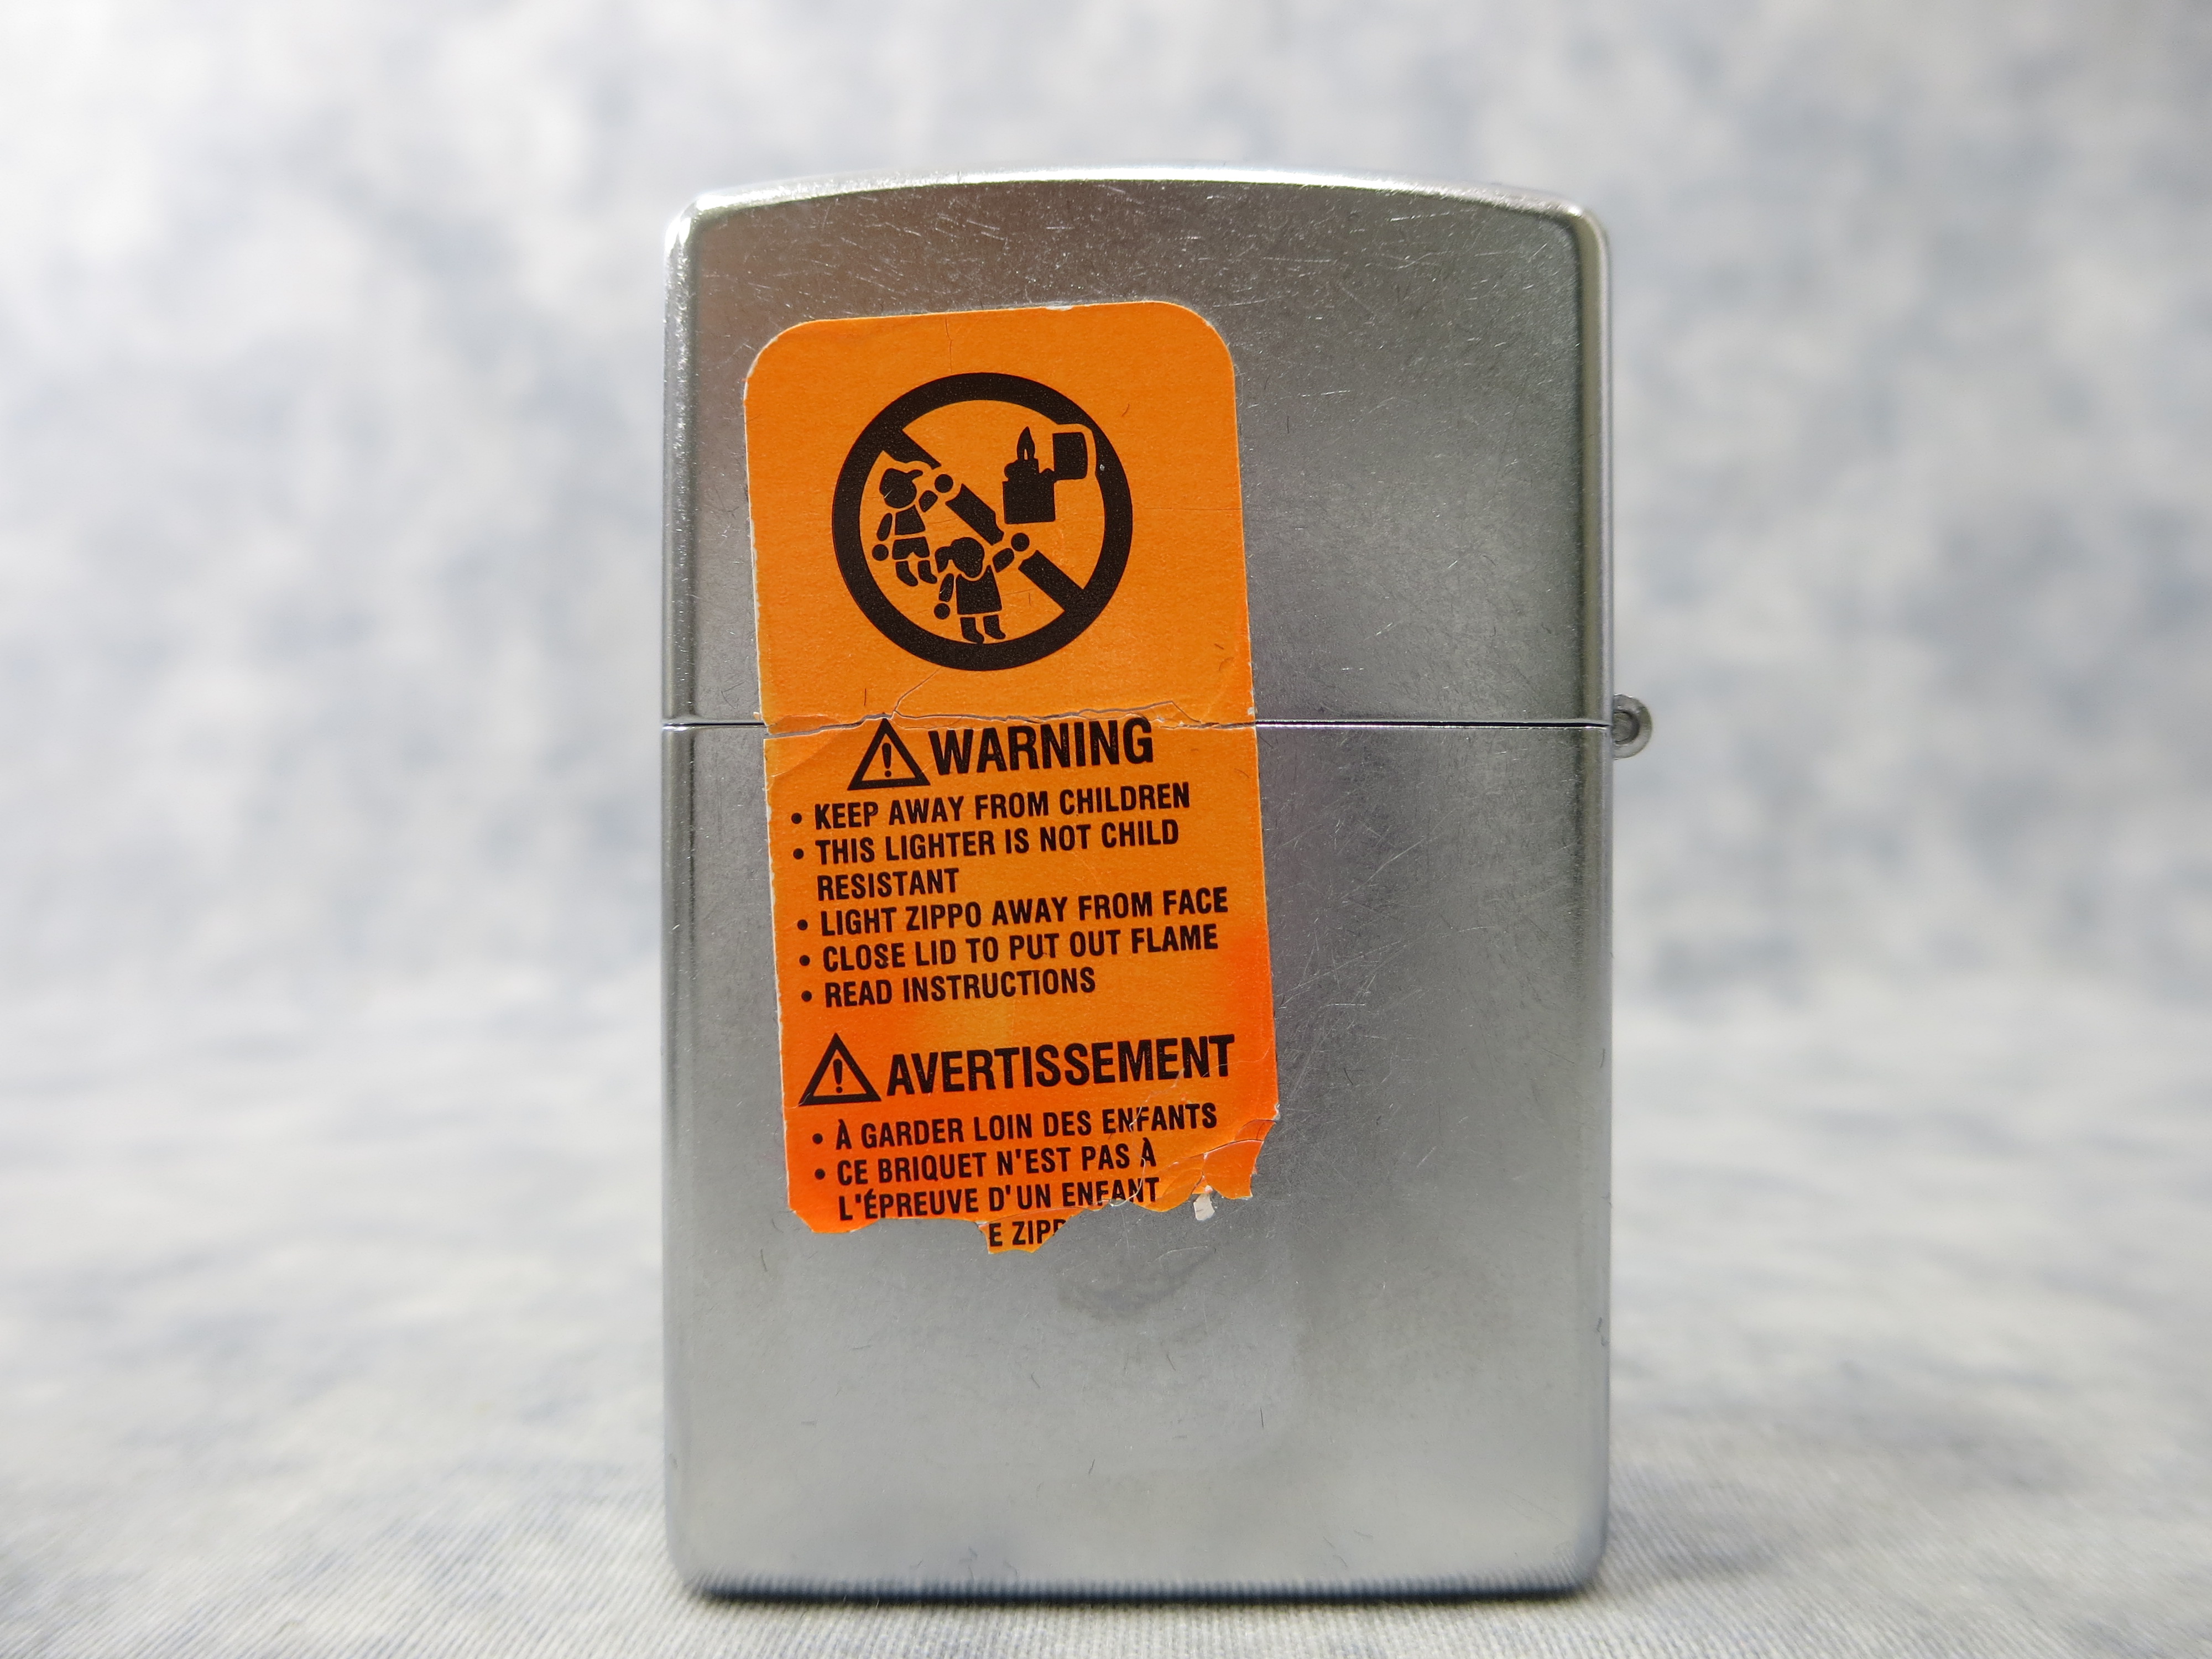 WARNING
• KEEP AWAY FROM CHILDREN
• THIS LIGHTER IS NOT CHILD
RESISTANT
• LIGHT ZIPPO AWAY FROM FACE
• CLOSE LID TO PUT OUT FLAME
• READ INSTRUCTIONS
AVERTISSEMENT
• À GARDER LOIN DES ENFANTS
• CE BRIQUET N'EST PAS À
L'ÉPREUVE D'UN ENFANT
E ZIPP